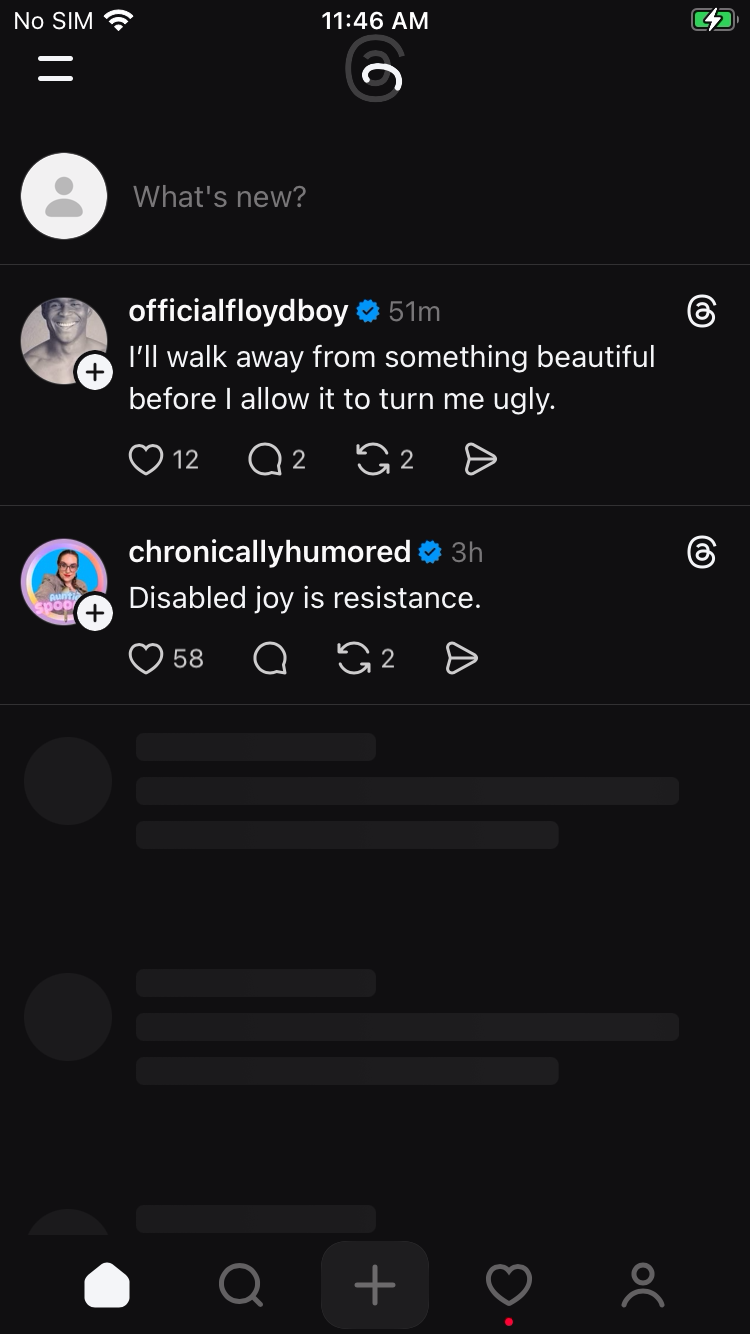 No SIM 11:46 AM
What's new?
officialfloydboy 51m
I’ll walk away from something beautiful
before I allow it to turn me ugly.
12 2 2
chronicallyhumored 3h
Disabled joy is resistance.
58 2